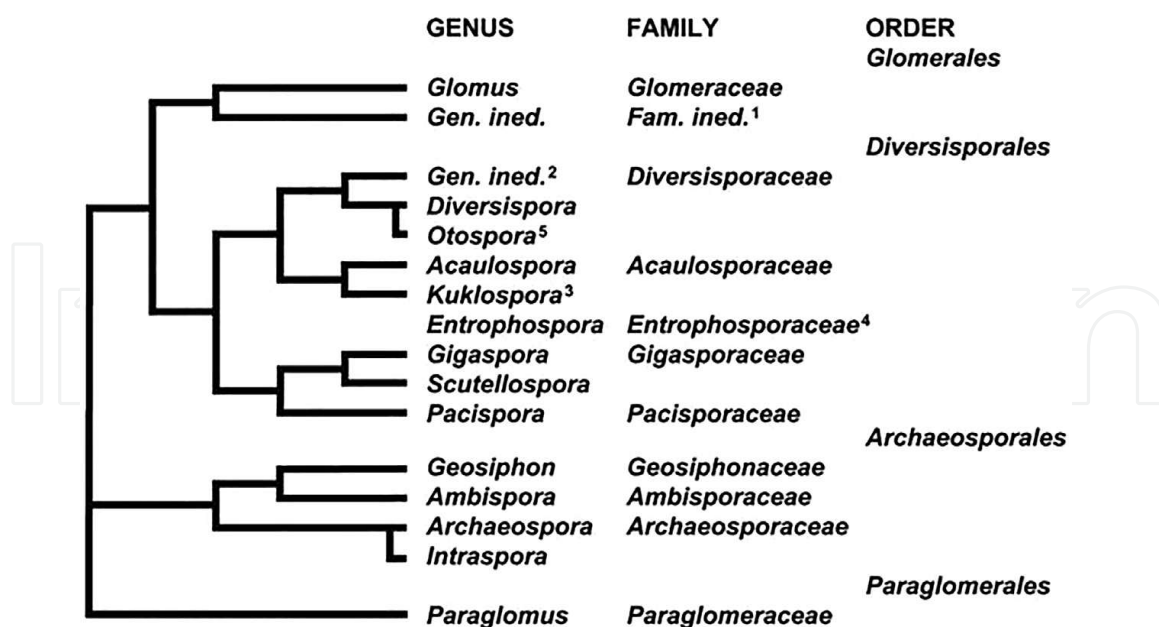 GENUS FAMILY ORDER
Glomerales
Glomus Glomeraceae
Gen. ined. Fam. ined.¹
Diversisporales
Gen. ined.² Diversisporaceae
Diversispora
Otospora⁵
Acaulospora Acaulosporaceae
Kuklospora³
Entrophospora Entrophosporaceae⁴
Gigaspora Gigasporaceae
Scutellospora
Pacispora Pacisporaceae
Archaeosporales
Geosiphon Geosiphonaceae
Ambispora Ambisporaceae
Archaeospora Archaeosporaceae
Intraspora
Paraglomerales
Paraglomus Paraglomeraceae